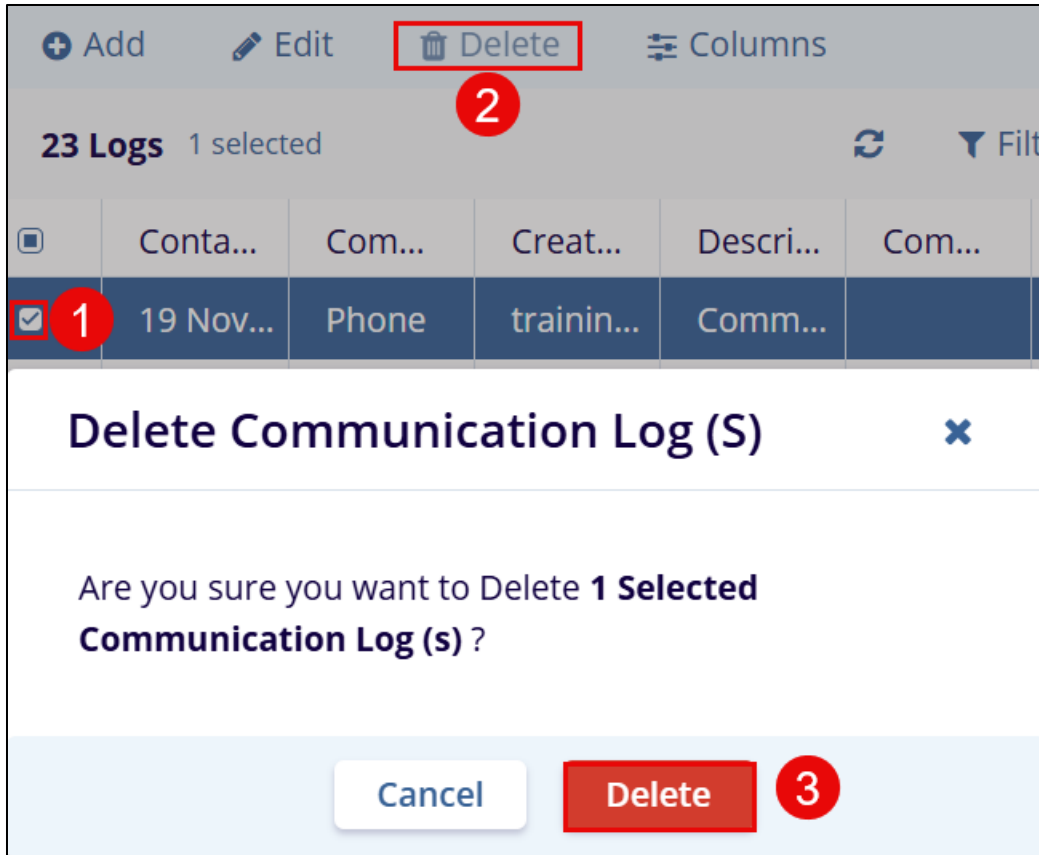 Add Edit Delete Columns
2
23 Logs 1 selected Filt
Conta... Com... Creat... Descri... Com...
1 19 Nov... Phone trainin... Comm...
Delete Communication Log (S)
Are you sure you want to Delete 1 Selected
Communication Log (s) ?
Cancel Delete 3